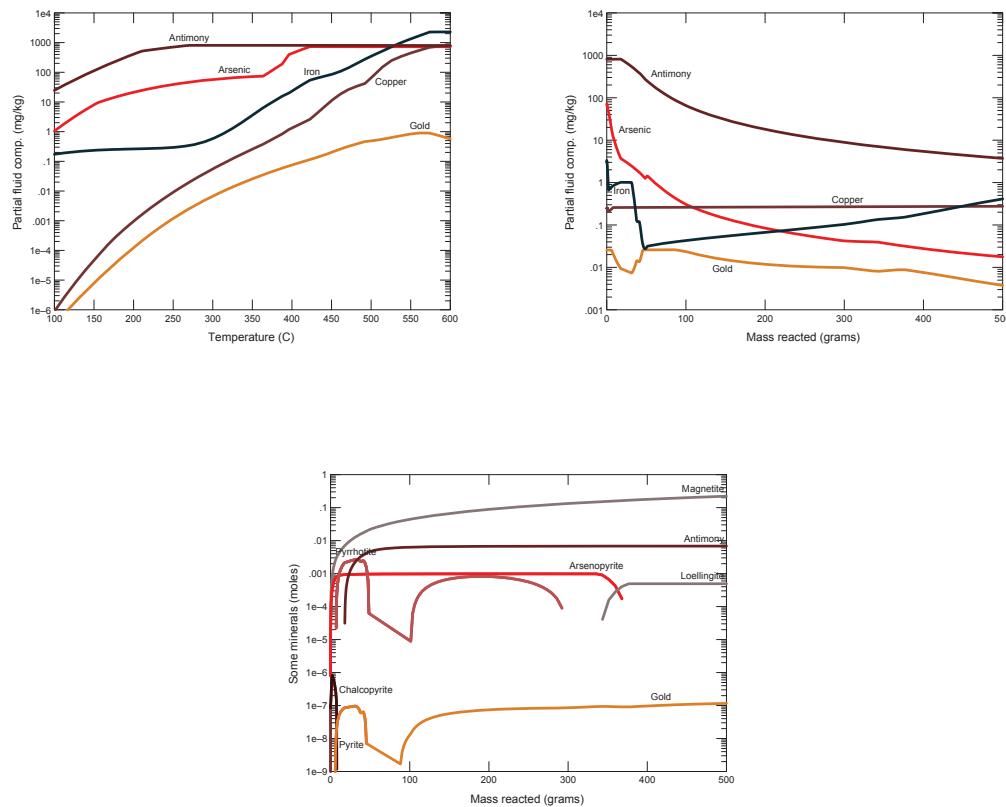 1e4
1000
100
10
1
.1
.01
.001
1e–4
1e–5
1e–6
Partial fluid comp. (mg/kg)
Antimony
Arsenic
Iron
Copper
Gold
100 150 200 250 300 350 400 450 500 550 600
Temperature (C)
1e4
1000
100
10
1
.1
.01
.001
Partial fluid comp. (mg/kg)
Antimony
Arsenic
Iron
Copper
Gold
0 100 200 300 400 500
Mass reacted (grams)
1
.1
.01
.001
1e–4
1e–5
1e–6
1e–7
1e–8
1e–9
Some minerals (moles)
Magnetite
Antimony
Pyrrhotite
Arsenopyrite
Loellingite
Chalcopyrite
Gold
Pyrite
0 100 200 300 400 500
Mass reacted (grams)